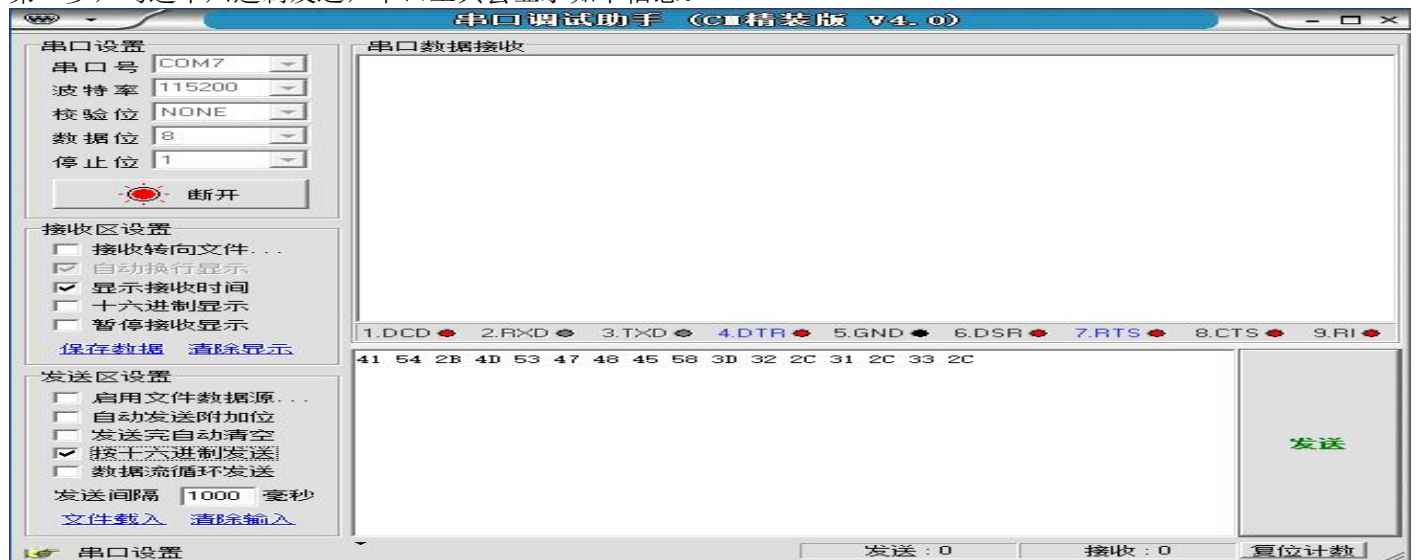 串口调试助手 (CM精装版 V4.0)
串口设置
串口号 COM7
波特率 115200
校验位 NONE
数据位 8
停止位 1
断开
接收区设置
接收转向文件...
自动换行显示
显示接收时间
十六进制显示
暂停接收显示
保存数据 清除显示
发送区设置
启用文件数据源...
自动发送附加位
发送完自动清空
按十六进制发送
数据流循环发送
发送间隔 1000 毫秒
文件载入 清除输入
串口数据接收
1.DCD 2.RXD 3.TXD 4.DTR 5.GND 6.DSR 7.RTS 8.CTS 9.RI
41 54 2B 4D 53 47 48 45 58 3D 32 2C 31 2C 33 2C
发送
串口设置 发送:0 接收:0 复位计数